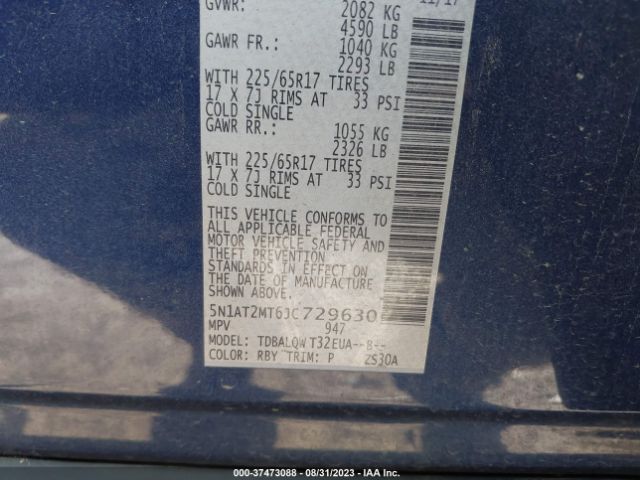 GVWR: 2082 KG
4590 LB
GAWR FR.: 1040 KG
2293 LB
WITH 225/65R17 TIRES
17 X 7J RIMS AT 33 PSI
COLD SINGLE
GAWR RR.: 1055 KG
2326 LB
WITH 225/65R17 TIRES
17 X 7J RIMS AT 33 PSI
COLD SINGLE
THIS VEHICLE CONFORMS TO
ALL APPLICABLE FEDERAL
MOTOR VEHICLE SAFETY AND
THEFT PREVENTION
STANDARDS IN EFFECT ON
THE DATE OF MANUFACTURE
SHOWN ABOVE.
5N1AT2MT6JC729630
MPV 947
MODEL: TDBALQW T32EUA--B--
COLOR: RBY TRIM: P ZS30A
000-37473088 - 08/31/2023 - IAA Inc.